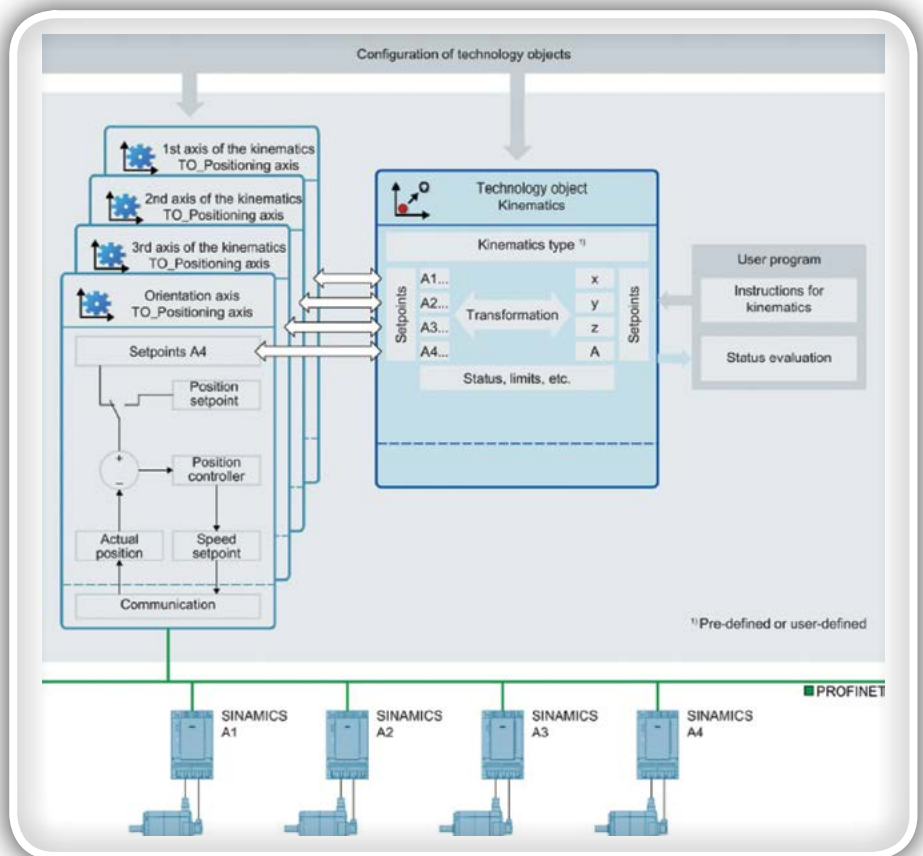 Configuration of technology objects
1st axis of the kinematics
TO_Positioning axis
2nd axis of the kinematics
TO_Positioning axis
3rd axis of the kinematics
TO_Positioning axis
Orientation axis
TO_Positioning axis
Setpoints A4
Position
setpoint
+
–
Position
controller
Actual
position
Speed
setpoint
Communication
Technology object
Kinematics
Kinematics type 1)
Setpoints
A1...
A2...
A3...
A4...
Transformation
x
y
z
A
Setpoints
Status, limits, etc.
User program
Instructions for
kinematics
Status evaluation
1) Pre-defined or user-defined
PROFINET
SINAMICS
A1
SINAMICS
A2
SINAMICS
A3
SINAMICS
A4